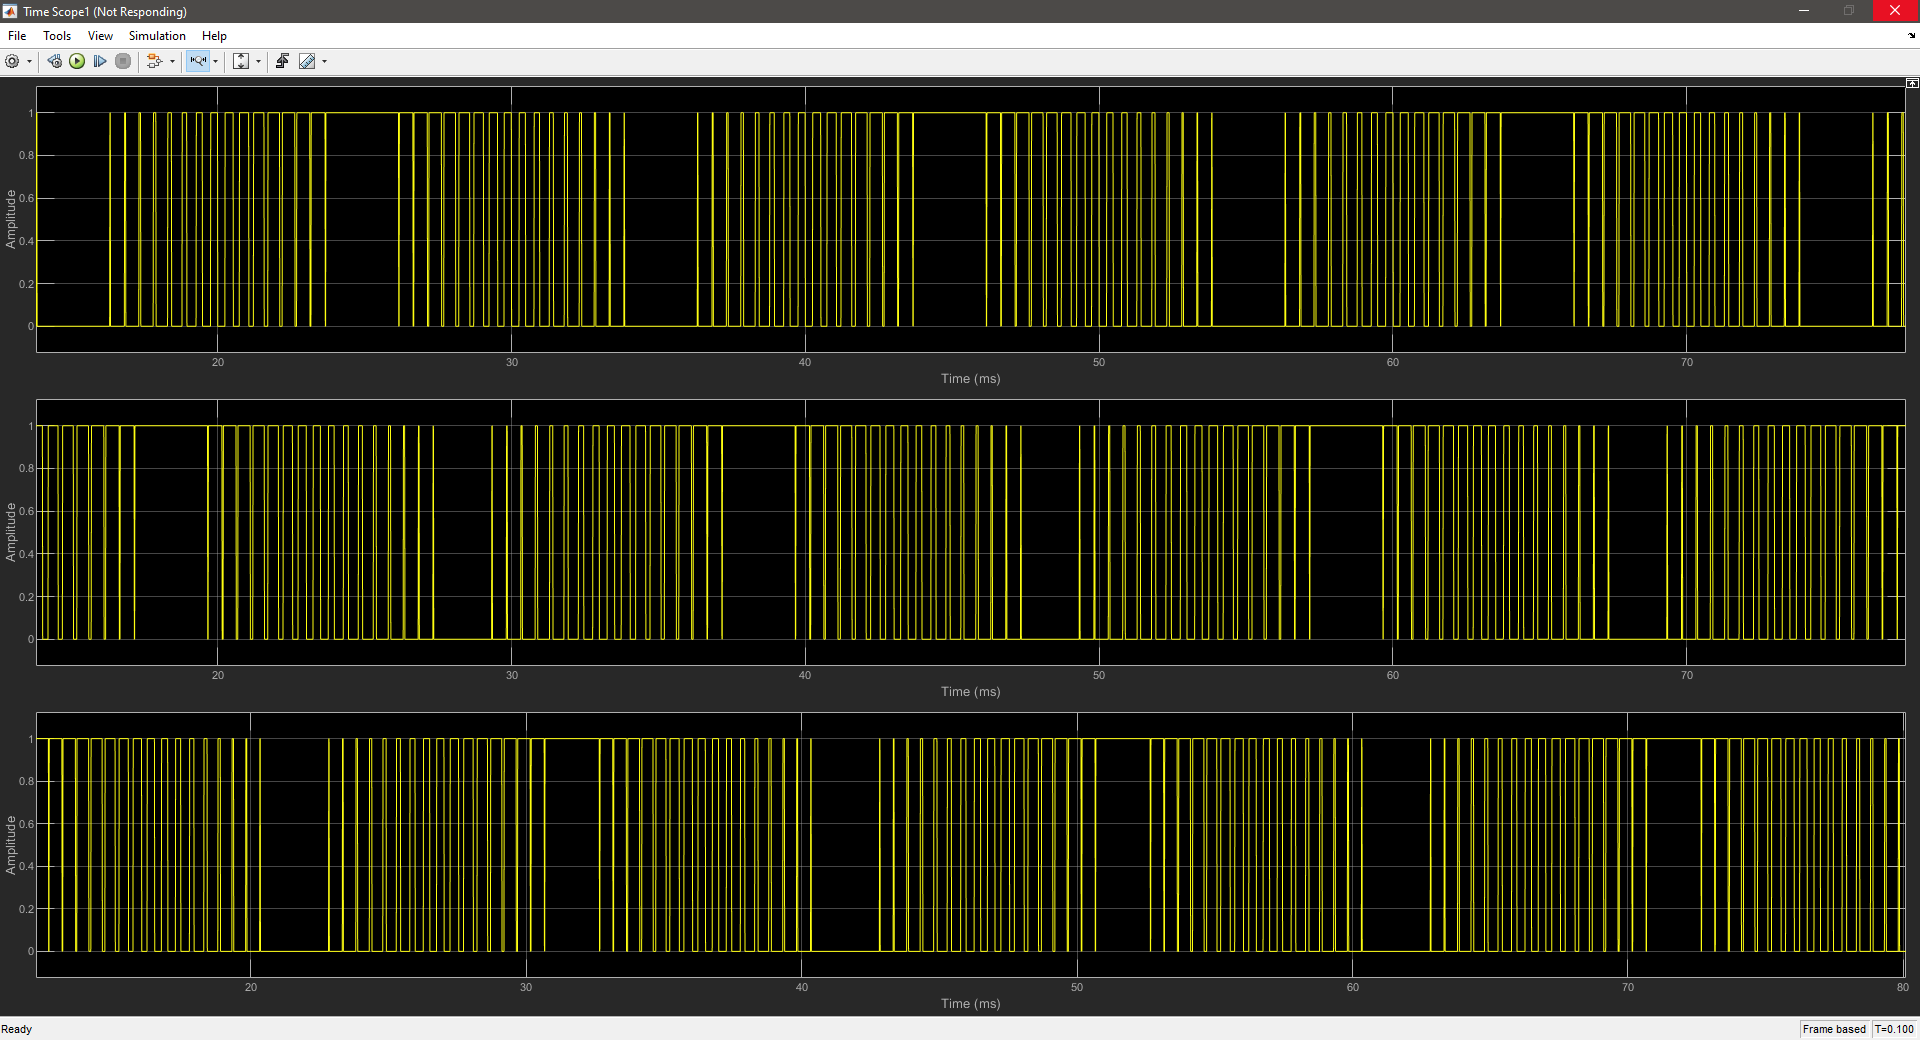 Time Scope1 (Not Responding)
File Tools View Simulation Help
1
0.8
0.6
0.4
0.2
0
Amplitude
20 30 40 50 60 70
Time (ms)
1
0.8
0.6
0.4
0.2
0
Amplitude
20 30 40 50 60 70
Time (ms)
1
0.8
0.6
0.4
0.2
0
Amplitude
20 30 40 50 60 70 80
Time (ms)
Ready Frame based T=0.100